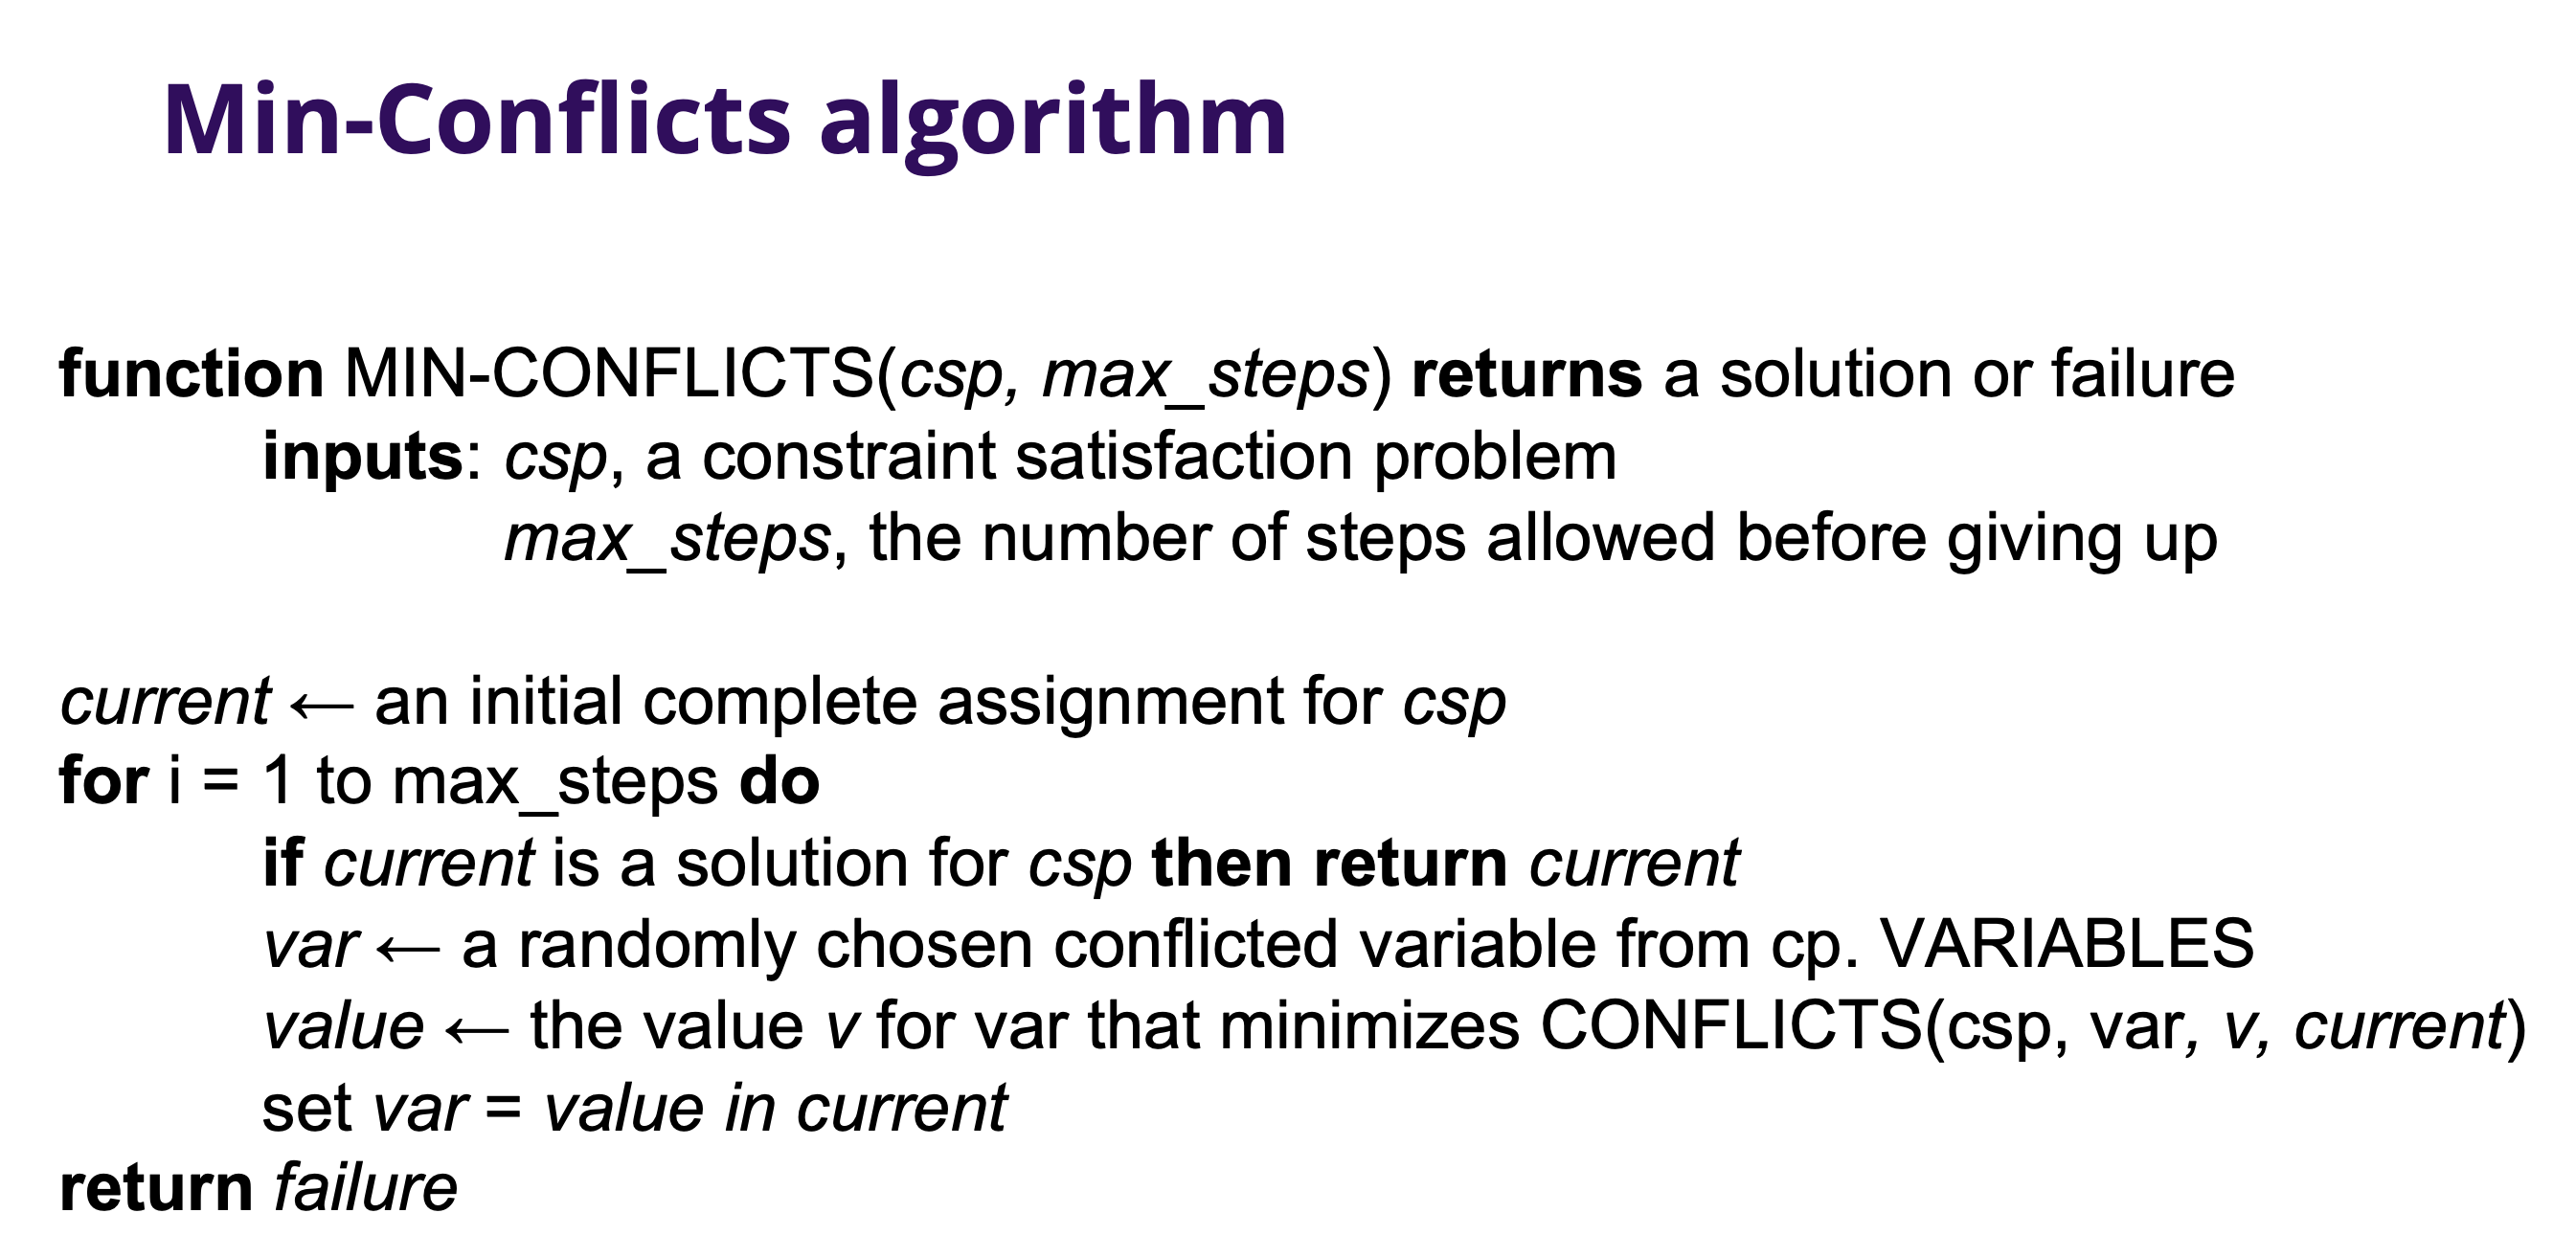 Min-Conflicts algorithm
function MIN-CONFLICTS(csp, max_steps) returns a solution or failure
inputs: csp, a constraint satisfaction problem
max_steps, the number of steps allowed before giving up
current ← an initial complete assignment for csp
for i = 1 to max_steps do
if current is a solution for csp then return current
var ← a randomly chosen conflicted variable from cp. VARIABLES
value ← the value v for var that minimizes CONFLICTS(csp, var, v, current)
set var = value in current
return failure